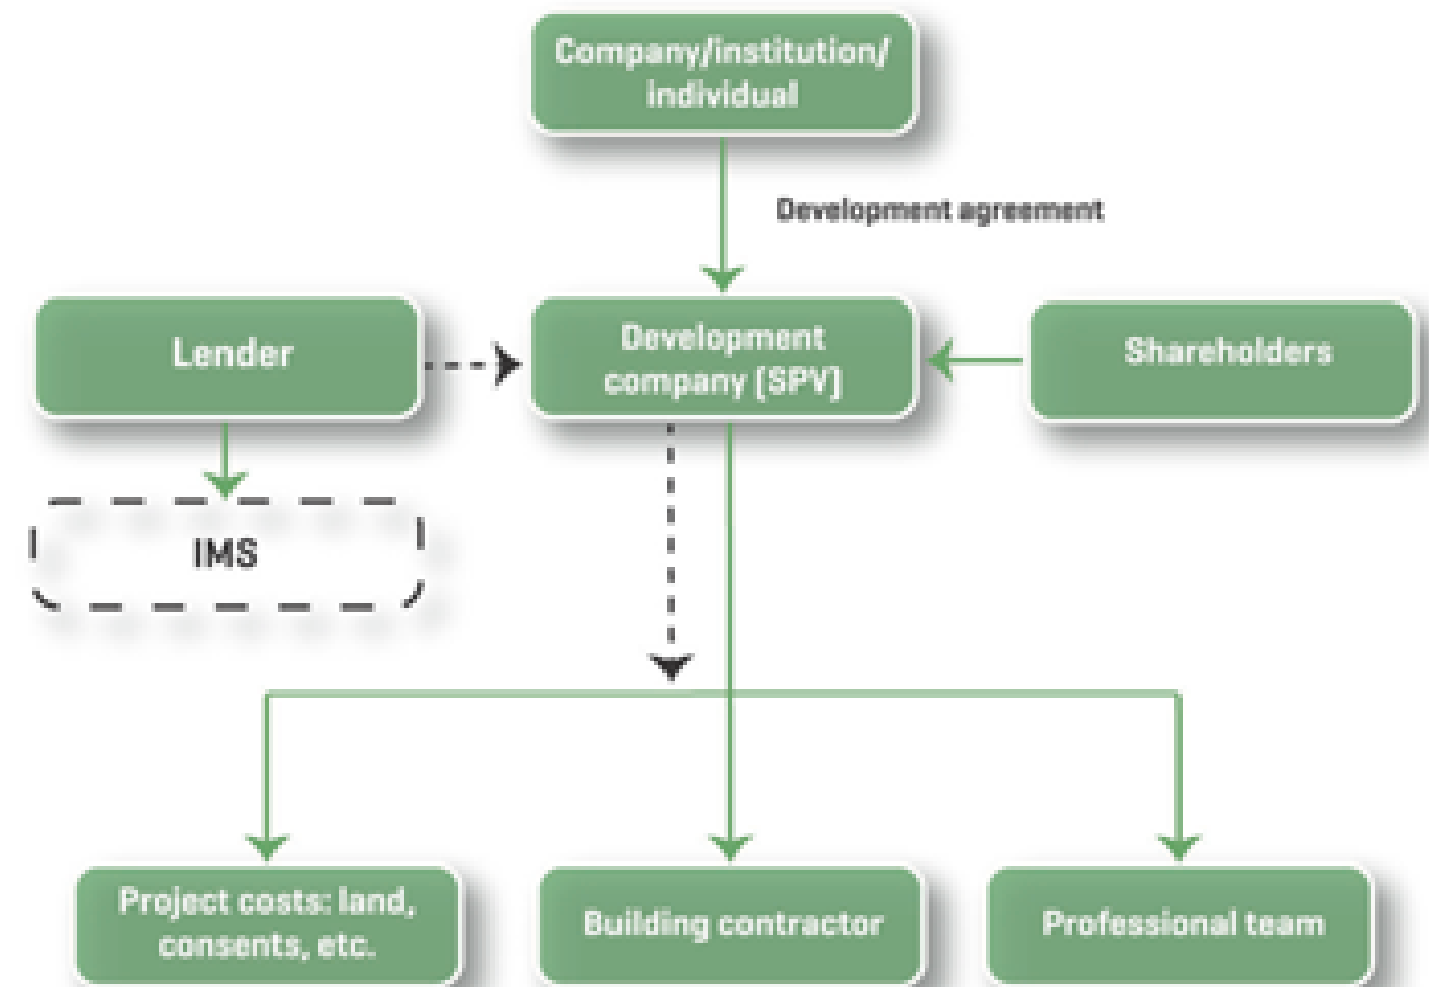 Company/institution/
individual
Development agreement
Lender
Development
company (SPV)
Shareholders
IMS
Project costs: land,
consents, etc.
Building contractor
Professional team